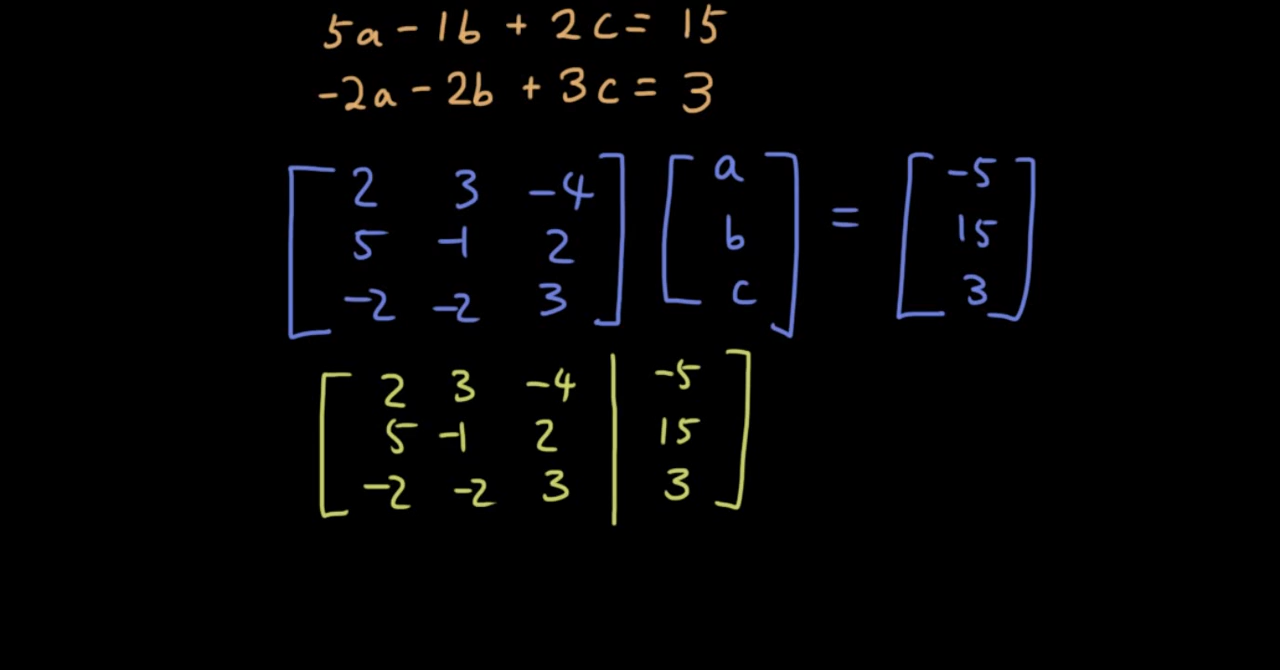 5a - 1b + 2c = 15
-2a - 2b + 3c = 3
[ 2 3 -4 ] [ a ] = [ -5 ]
[ 5 -1 2 ] [ b ] [ 15 ]
[ -2 -2 3 ] [ c ] [ 3 ]
[ 2 3 -4 | -5 ]
[ 5 -1 2 | 15 ]
[ -2 -2 3 | 3 ]